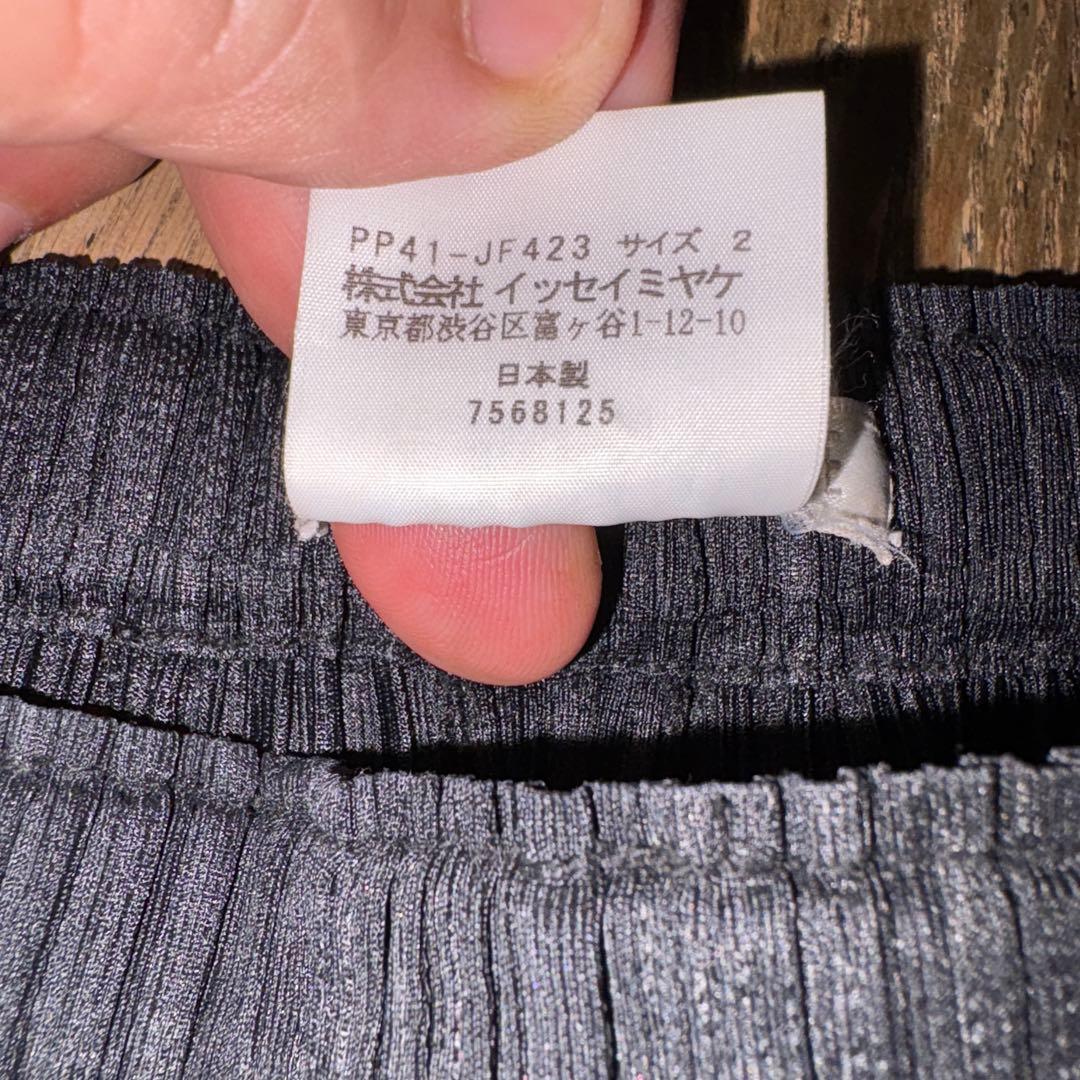 PP41-JF423 サイズ 2
株式会社イッセイミヤケ
東京都渋谷区富ヶ谷1-12-10
日本製
7568125